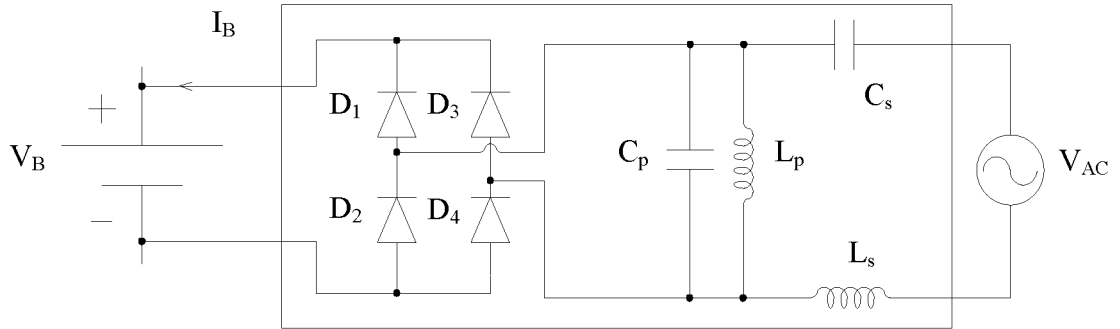 I_B
+
V_B
−
D_1
D_3
D_2
D_4
C_p
L_p
C_s
L_s
V_AC